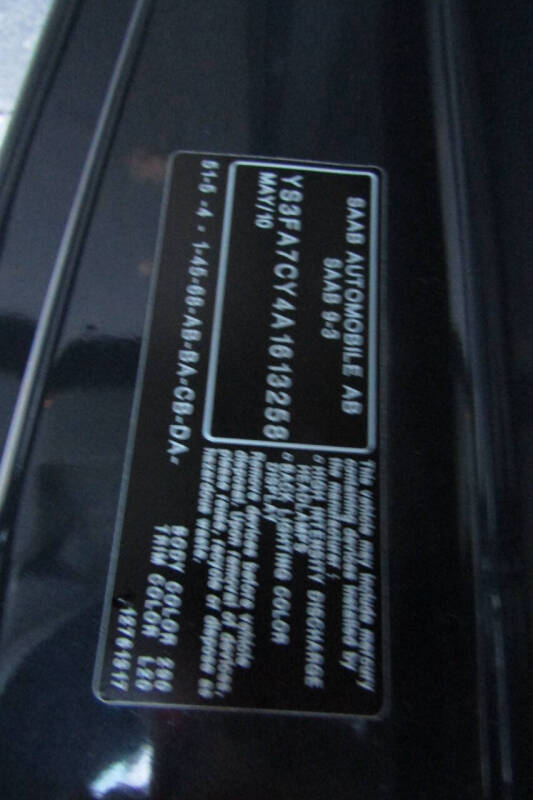 SAAB AUTOMOBILE AB
SAAB 9-3
YS3FA7CY4A1613258
MAY/10
51-5 -4 - 1-45-68-AB-BA-CB-DA-
This vehicle may include mercury
containing devices installed by
the manufacturer:
* HIGH INTENSITY DISCHARGE
HEADLAMPS
* BACK LIGHTING COLOR
DISPLAY
Remove devices before vehicle
disposal. Upon removal of devices,
please reuse, recycle or dispose as
hazardous waste.
BODY COLOR 280
TRIM COLOR L20